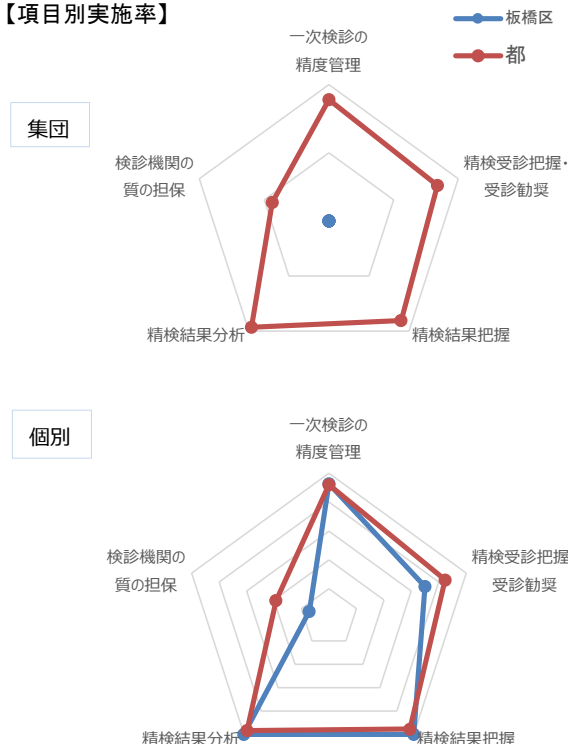 【項目別実施率】
板橋区
都
集団
一次検診の
精度管理
検診機関の
質の担保
精検受診把握・
受診勧奨
精検結果分析
精検結果把握
個別
一次検診の
精度管理
検診機関の
質の担保
精検受診把握
受診勧奨
精検結果分析
精検結果把握